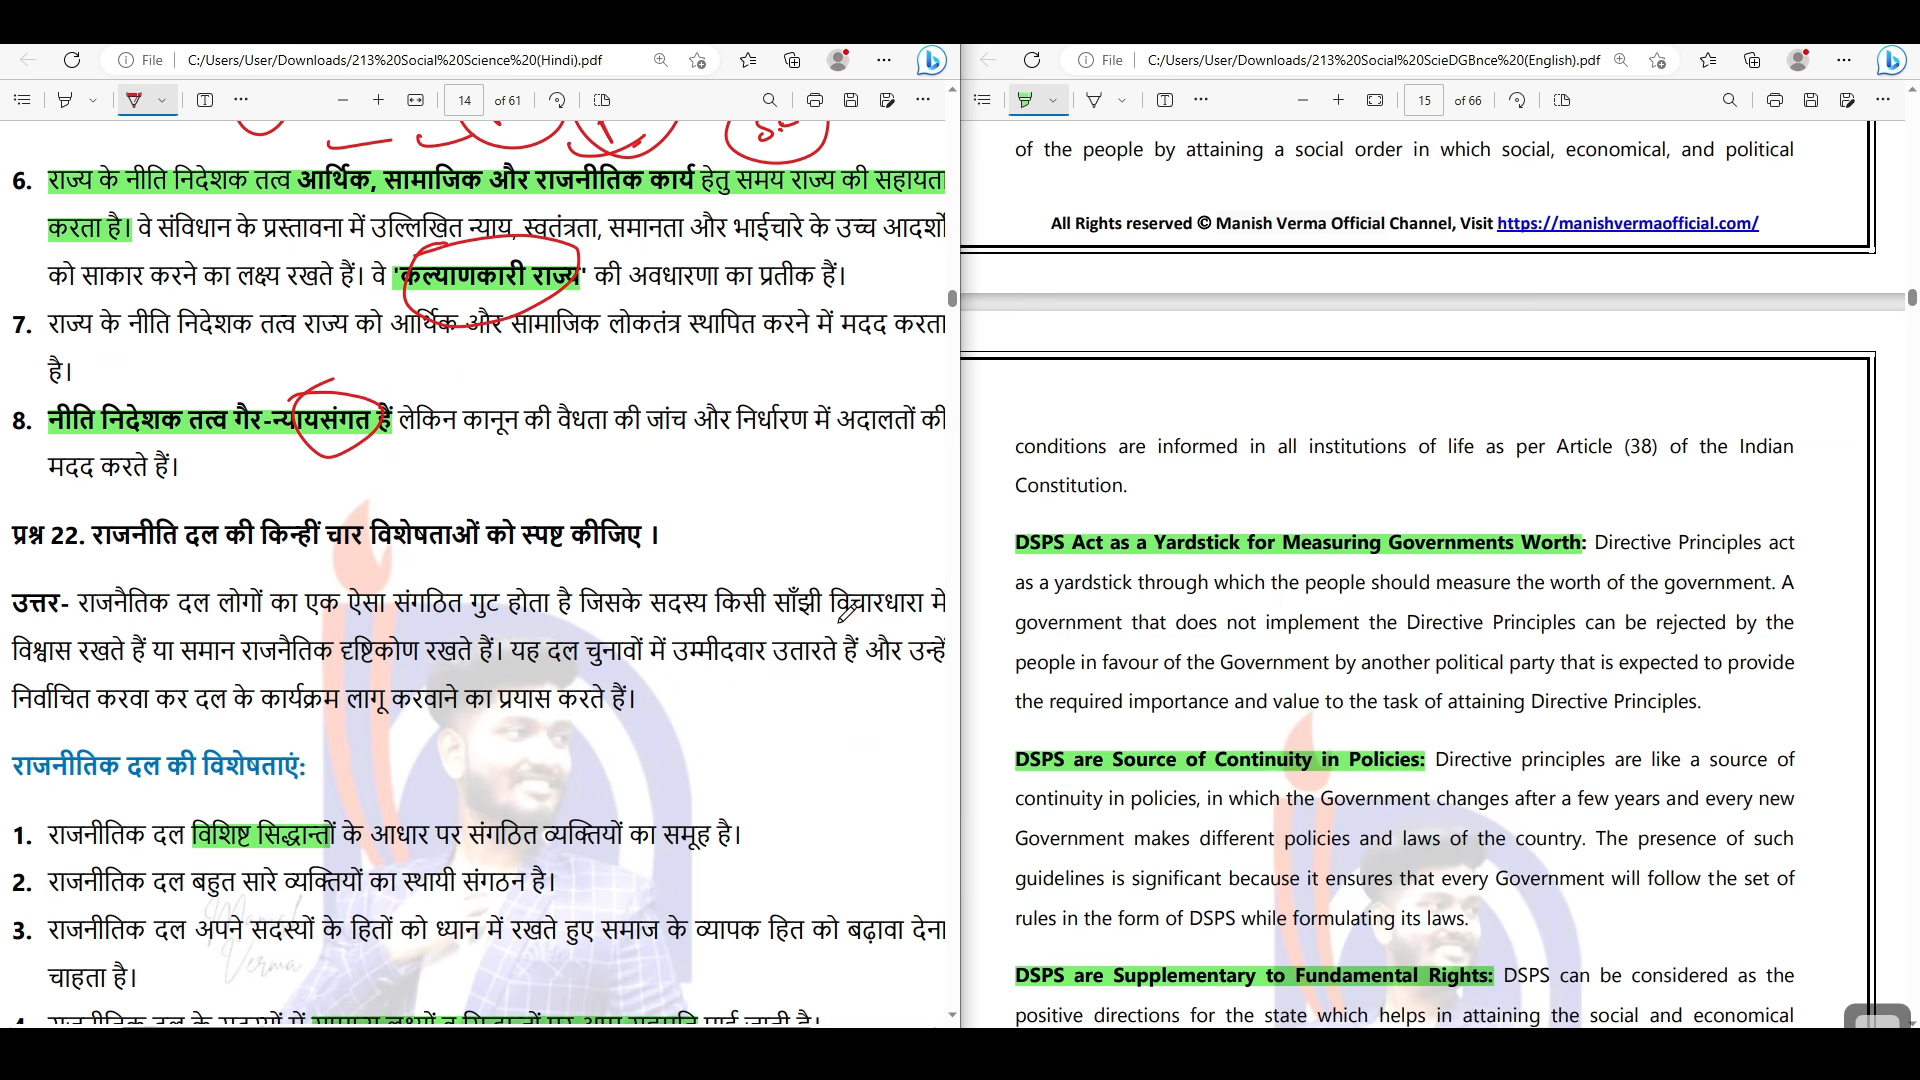 File C:/Users/User/Downloads/213%20Social%20Science%20(Hindi).pdf
14 of 61
6. राज्य के नीति निदेशक तत्व आर्थिक, सामाजिक और राजनीतिक कार्य हेतु समय राज्य की सहायता
करता है। वे संविधान के प्रस्तावना में उल्लिखित न्याय, स्वतंत्रता, समानता और भाईचारे के उच्च आदर्शों
को साकार करने का लक्ष्य रखते हैं। वे 'कल्याणकारी राज्य' की अवधारणा का प्रतीक हैं।
7. राज्य के नीति निदेशक तत्व राज्य को आर्थिक और सामाजिक लोकतंत्र स्थापित करने में मदद करता
है।
8. नीति निदेशक तत्व गैर-न्यायसंगत हैं लेकिन कानून की वैधता की जांच और निर्धारण में अदालतों की
मदद करते हैं।
प्रश्न 22. राजनीति दल की किन्हीं चार विशेषताओं को स्पष्ट कीजिए ।
उत्तर- राजनैतिक दल लोगों का एक ऐसा संगठित गुट होता है जिसके सदस्य किसी साँझी विचारधारा में
विश्वास रखते हैं या समान राजनैतिक दृष्टिकोण रखते हैं। यह दल चुनावों में उम्मीदवार उतारते हैं और उन्हें
निर्वाचित करवा कर दल के कार्यक्रम लागू करवाने का प्रयास करते हैं।
राजनीतिक दल की विशेषताएं:
1. राजनीतिक दल विशिष्ट सिद्धान्तों के आधार पर संगठित व्यक्तियों का समूह है।
2. राजनीतिक दल बहुत सारे व्यक्तियों का स्थायी संगठन है।
3. राजनीतिक दल अपने सदस्यों के हितों को ध्यान में रखते हुए समाज के व्यापक हित को बढ़ावा देना
चाहता है।
Manish
Verma
File C:/Users/User/Downloads/213%20Social%20ScieDGBnce%20(English).pdf
15 of 66
of the people by attaining a social order in which social, economical, and political
All Rights reserved © Manish Verma Official Channel, Visit https://manishvermaofficial.com/
conditions are informed in all institutions of life as per Article (38) of the Indian
Constitution.
DSPS Act as a Yardstick for Measuring Governments Worth: Directive Principles act
as a yardstick through which the people should measure the worth of the government. A
government that does not implement the Directive Principles can be rejected by the
people in favour of the Government by another political party that is expected to provide
the required importance and value to the task of attaining Directive Principles.
DSPS are Source of Continuity in Policies: Directive principles are like a source of
continuity in policies, in which the Government changes after a few years and every new
Government makes different policies and laws of the country. The presence of such
guidelines is significant because it ensures that every Government will follow the set of
rules in the form of DSPS while formulating its laws.
DSPS are Supplementary to Fundamental Rights: DSPS can be considered as the
positive directions for the state which helps in attaining the social and economical